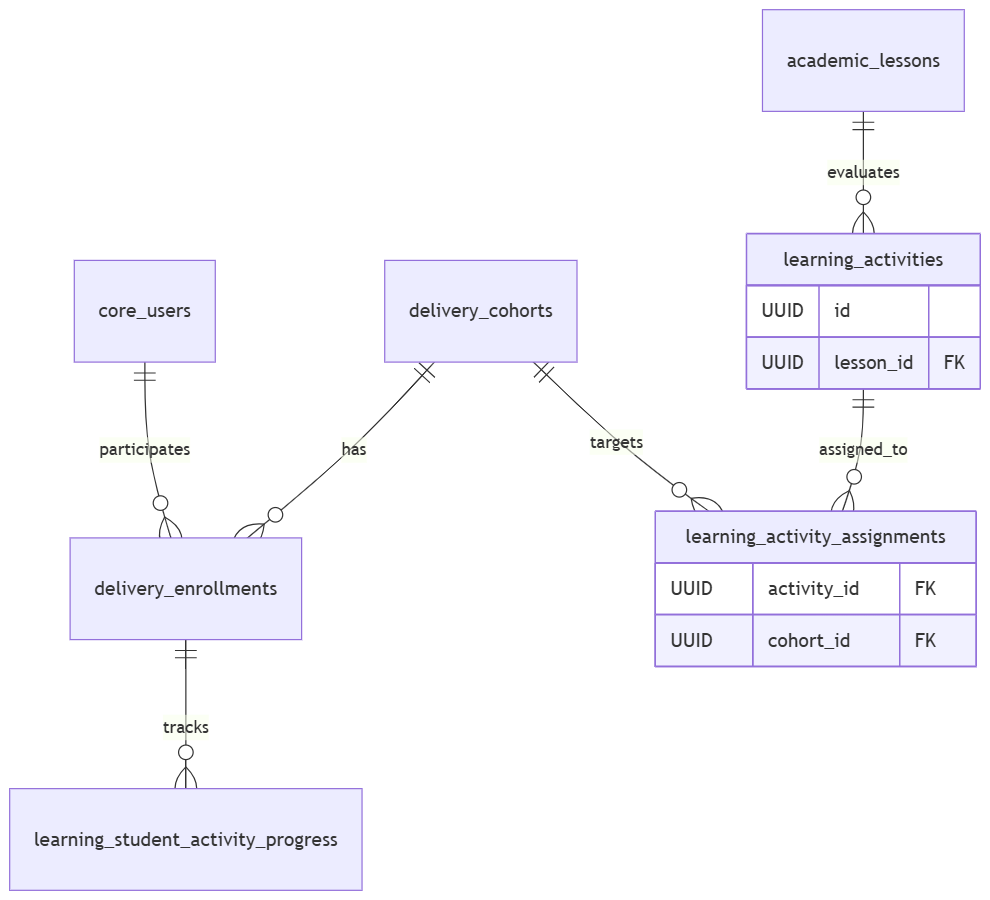 academic_lessons
evaluates
learning_activities
UUID id
UUID lesson_id FK
core_users
delivery_cohorts
participates
has
targets
assigned_to
learning_activity_assignments
UUID activity_id FK
UUID cohort_id FK
delivery_enrollments
tracks
learning_student_activity_progress